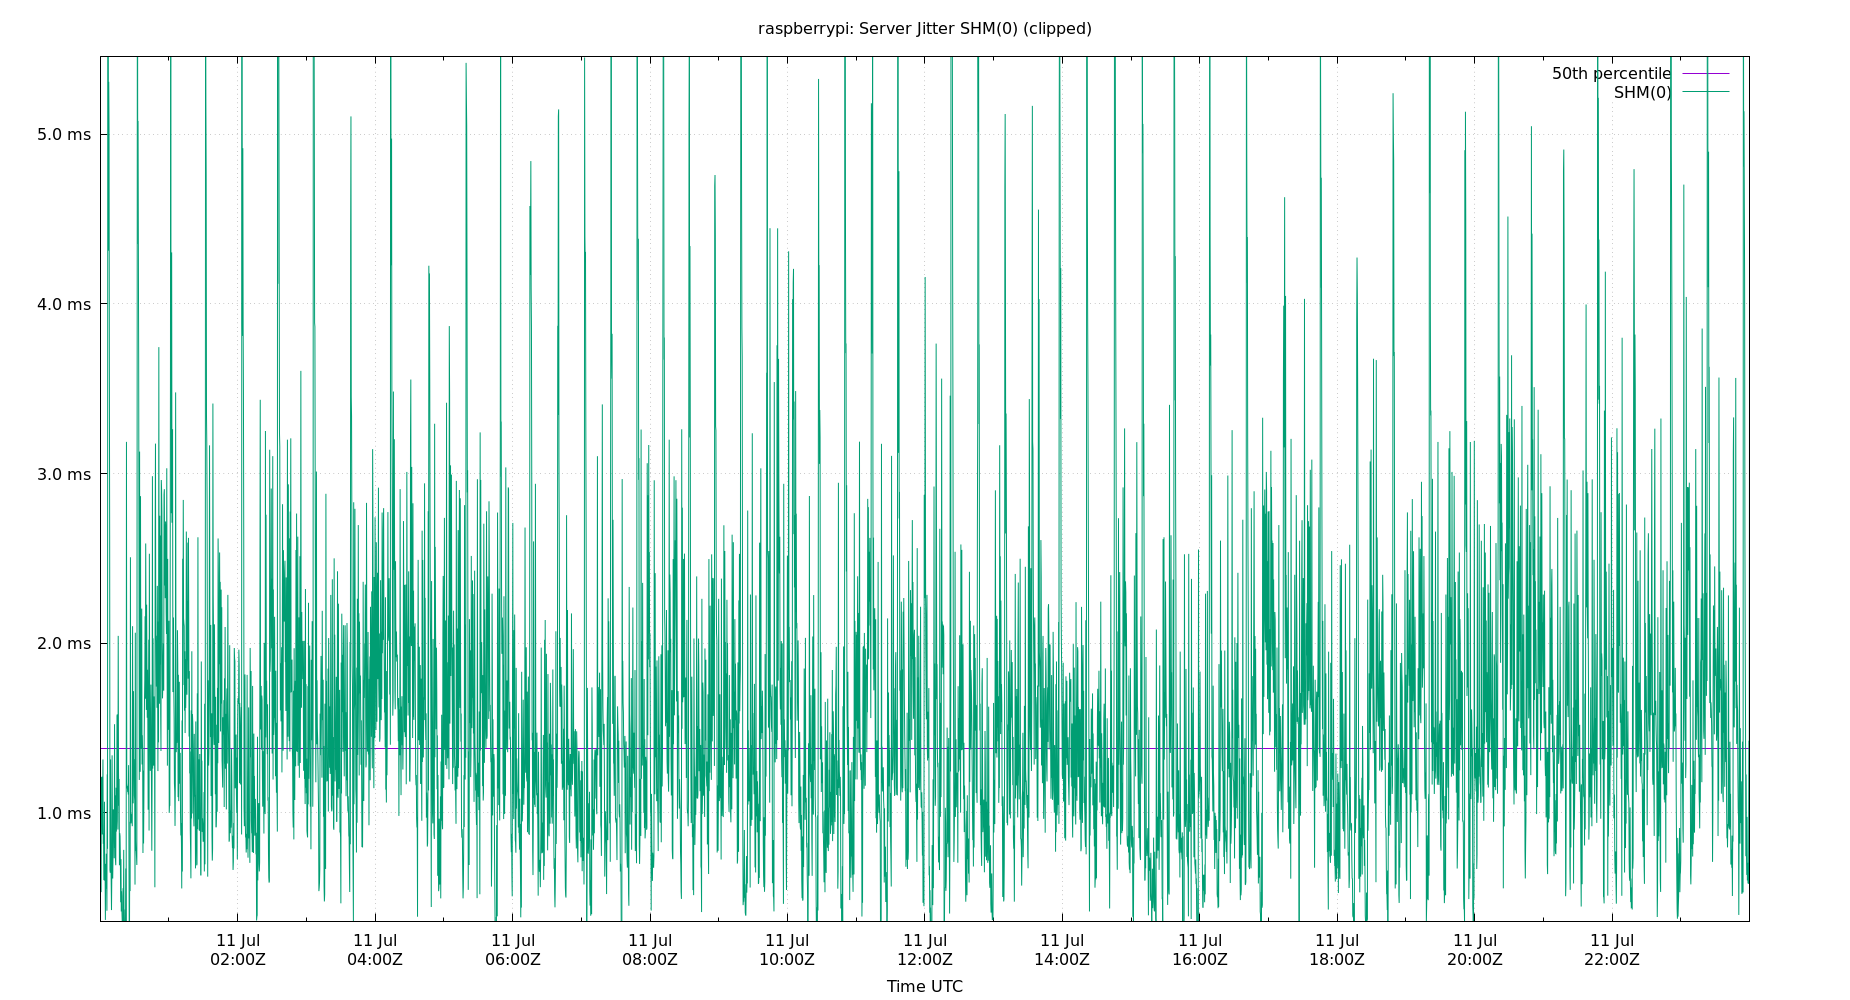 raspberrypi: Server Jitter SHM(0) (clipped)
50th percentile
SHM(0)
5.0 ms
4.0 ms
3.0 ms
2.0 ms
1.0 ms
11 Jul 11 Jul 11 Jul 11 Jul 11 Jul 11 Jul 11 Jul 11 Jul 11 Jul 11 Jul 11 Jul
02:00Z 04:00Z 06:00Z 08:00Z 10:00Z 12:00Z 14:00Z 16:00Z 18:00Z 20:00Z 22:00Z
Time UTC